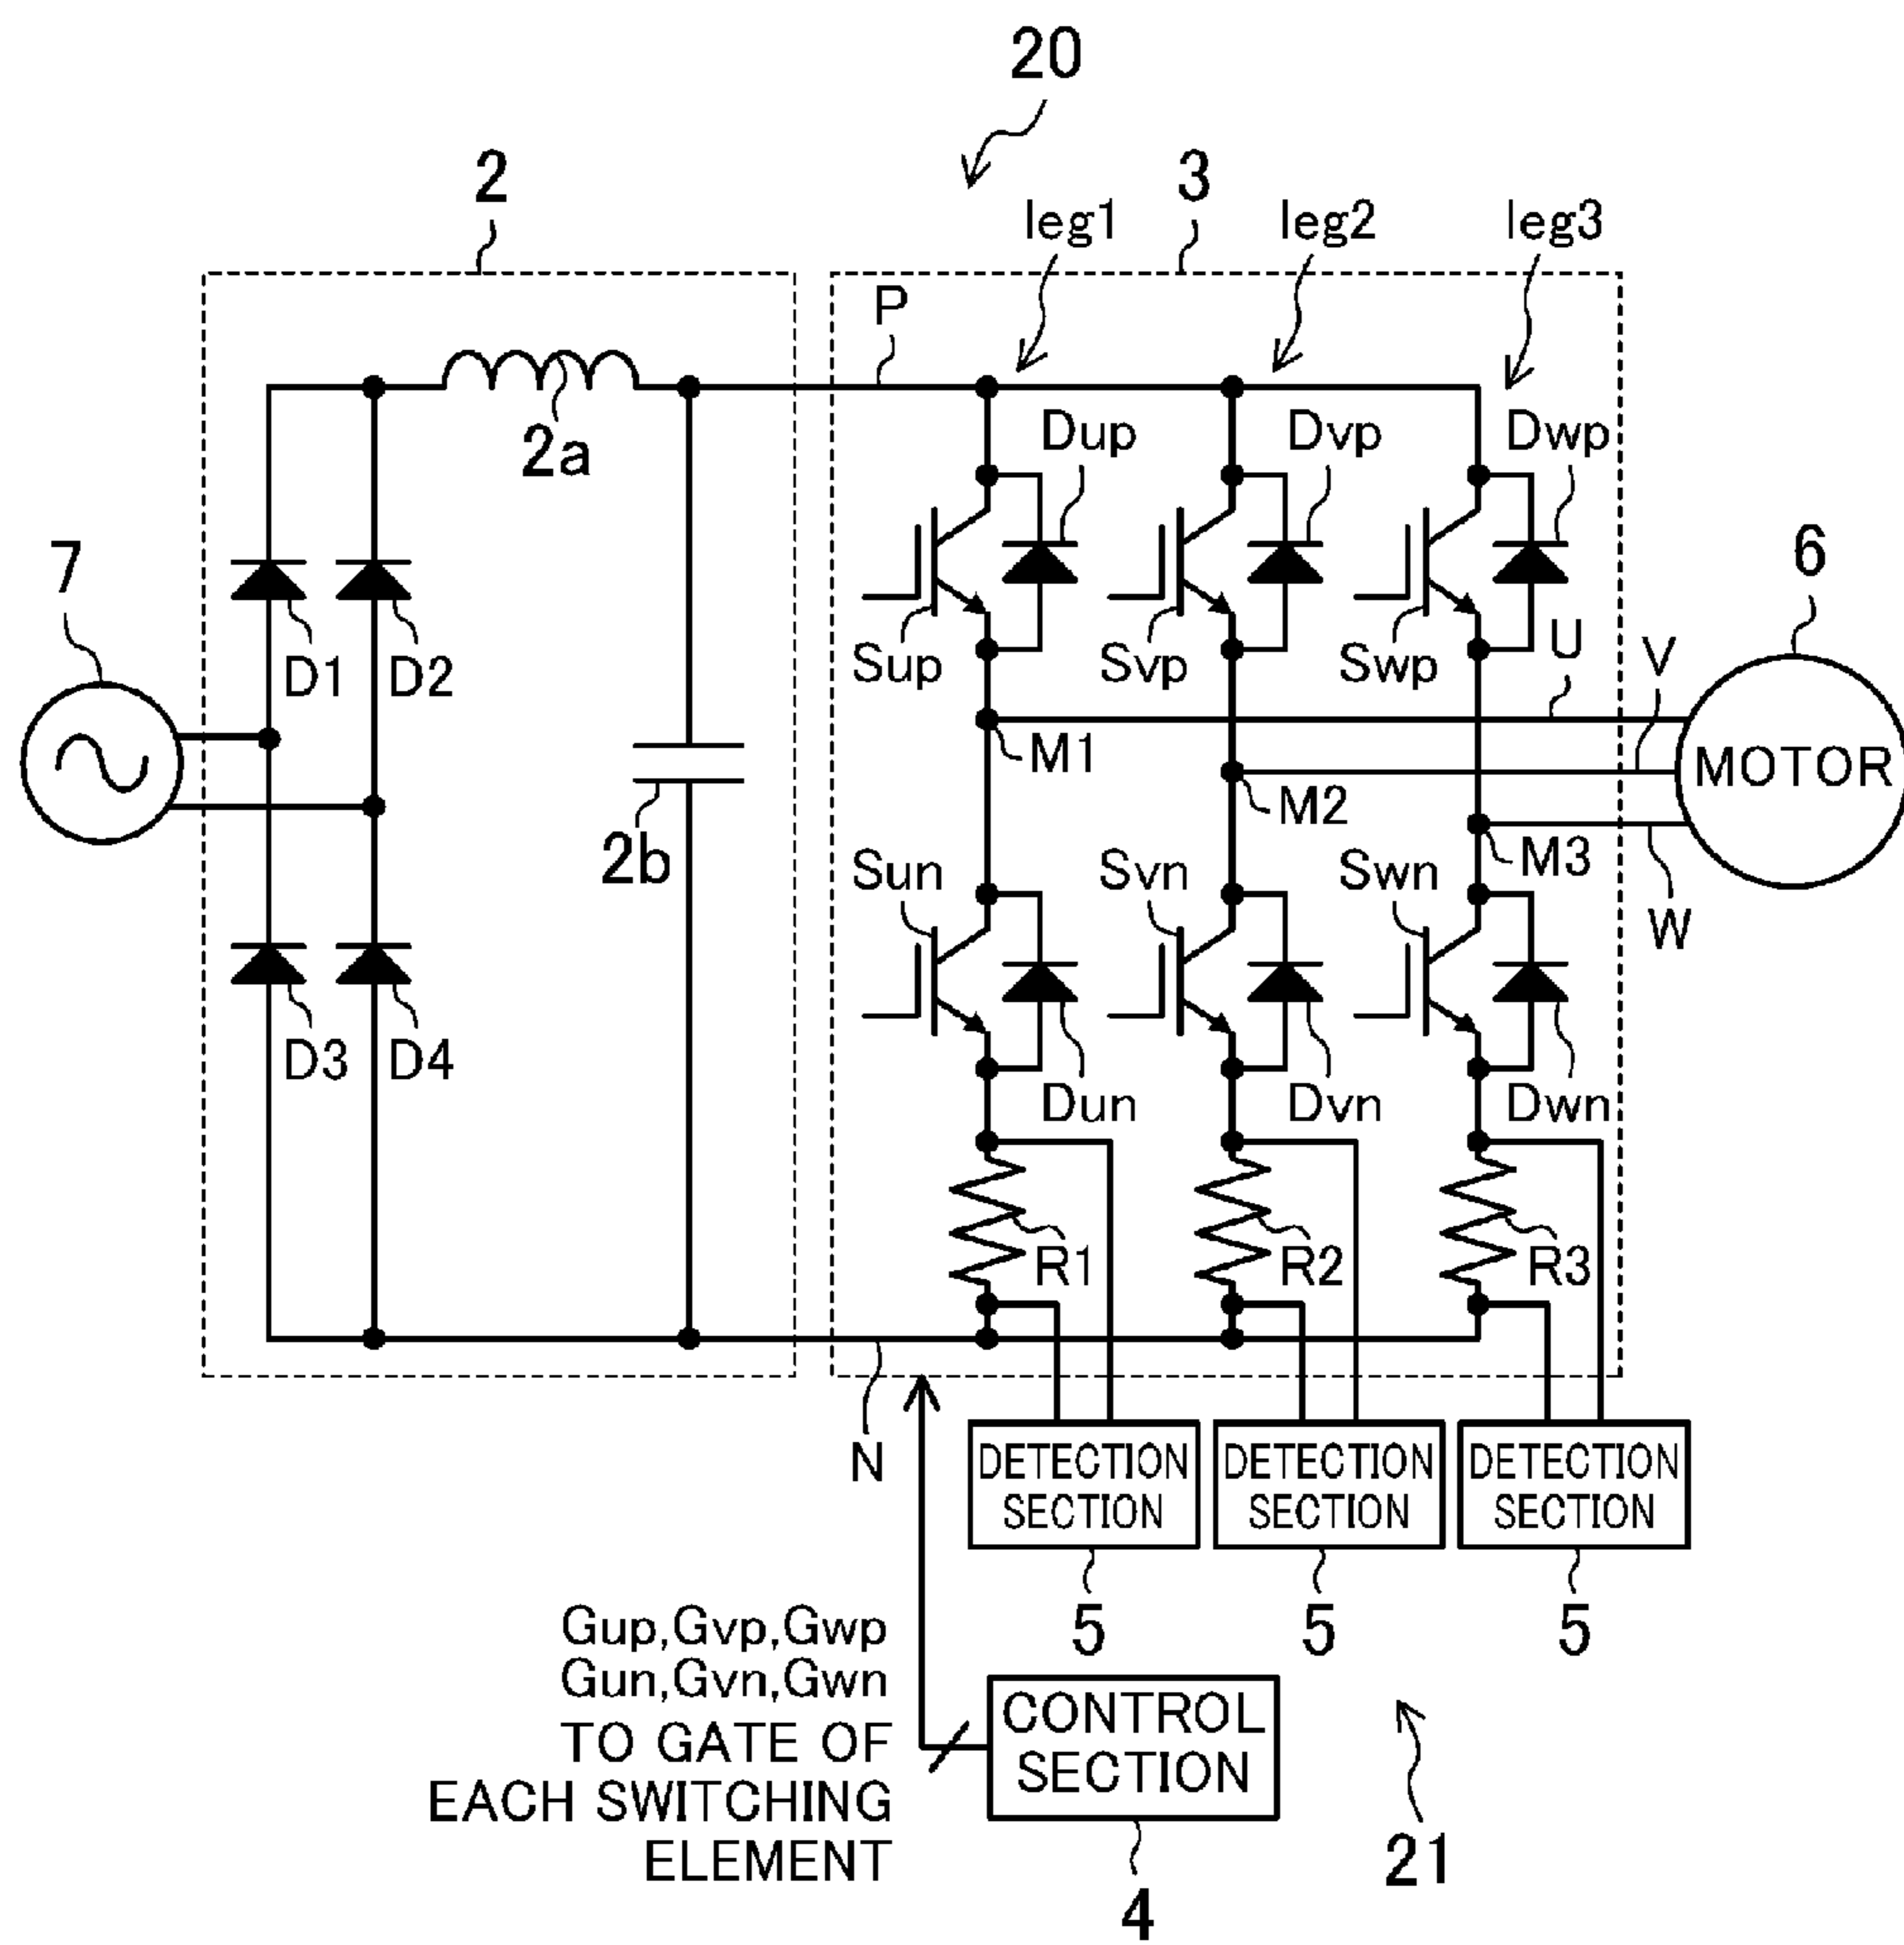 20
2
3
leg1
leg2
leg3
P
2a
Dup
Dvp
Dwp
7
6
D1
D2
Sup
Svp
Swp
U
V
M1
MOTOR
M2
2b
M3
Sun
Svn
Swn
W
D3
D4
Dun
Dvn
Dwn
R1
R2
R3
N
DETECTION
SECTION
DETECTION
SECTION
DETECTION
SECTION
5
5
5
Gup,Gvp,Gwp
Gun,Gvn,Gwn
TO GATE OF
EACH SWITCHING
ELEMENT
CONTROL
SECTION
4
21